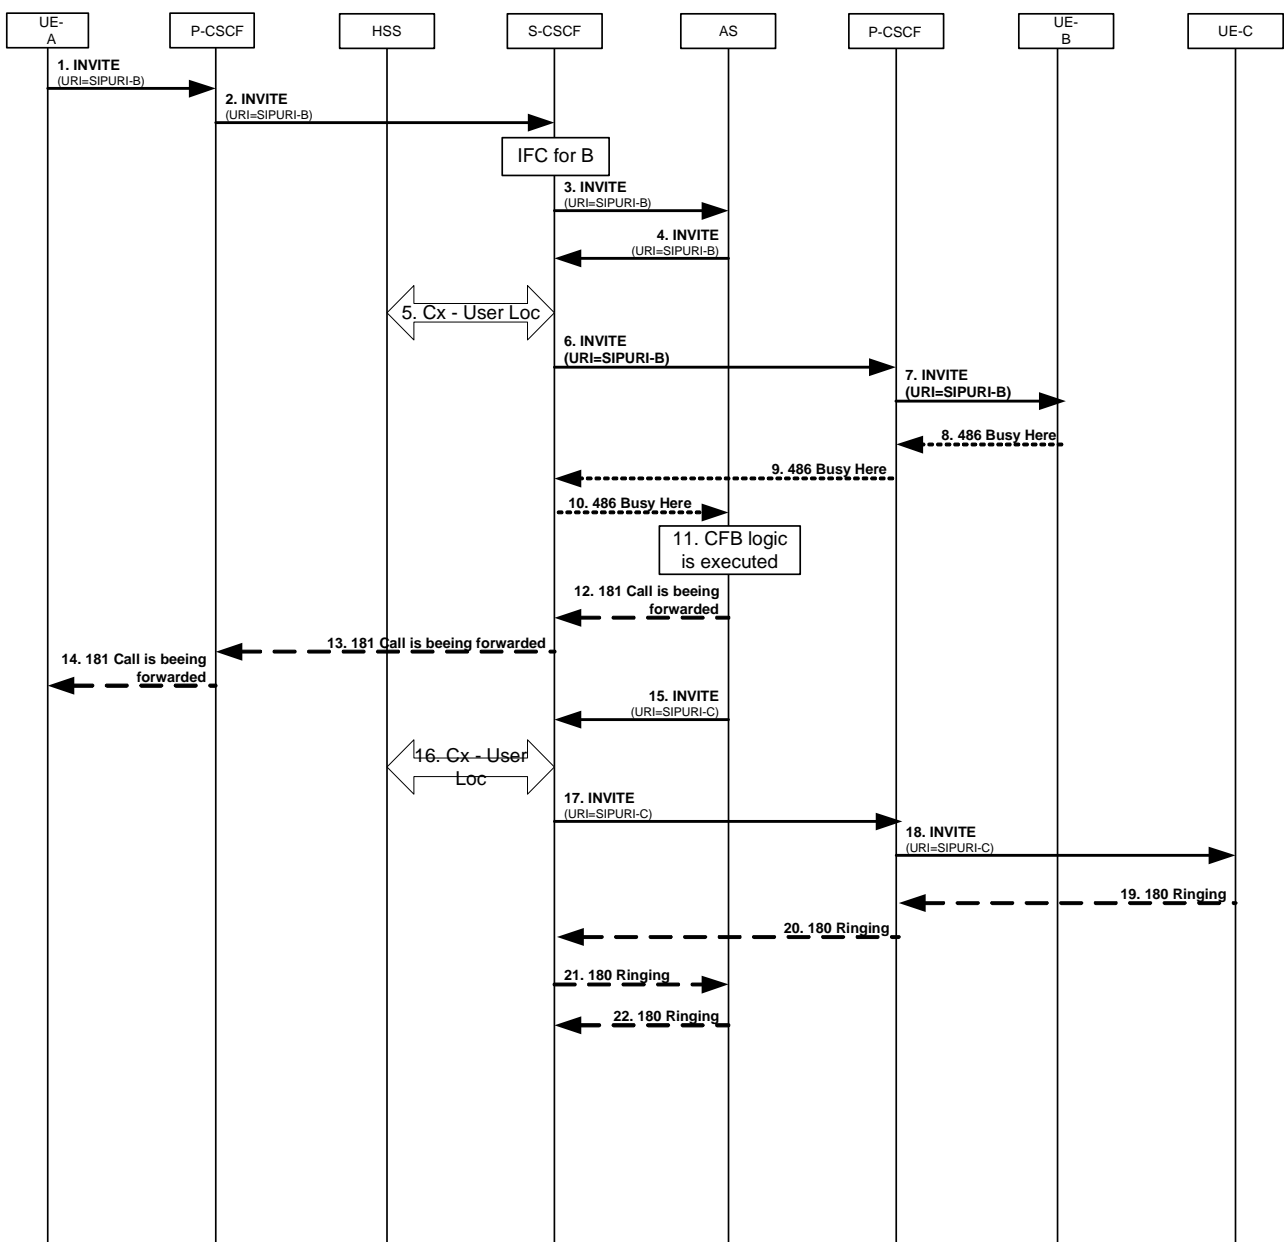 UE-
A
P-CSCF
HSS
S-CSCF
AS
P-CSCF
UE-
B
UE-C
1. INVITE
(URI=SIPURI-B)
2. INVITE
(URI=SIPURI-B)
IFC for B
3. INVITE
(URI=SIPURI-B)
4. INVITE
(URI=SIPURI-B)
5. Cx - User Loc
6. INVITE
(URI=SIPURI-B)
7. INVITE
(URI=SIPURI-B)
8. 486 Busy Here
9. 486 Busy Here
10. 486 Busy Here
11. CFB logic
is executed
12. 181 Call is beeing
forwarded
13. 181 Call is beeing forwarded
14. 181 Call is beeing
forwarded
15. INVITE
(URI=SIPURI-C)
16. Cx - User
Loc
17. INVITE
(URI=SIPURI-C)
18. INVITE
(URI=SIPURI-C)
19. 180 Ringing
20. 180 Ringing
21. 180 Ringing
22. 180 Ringing